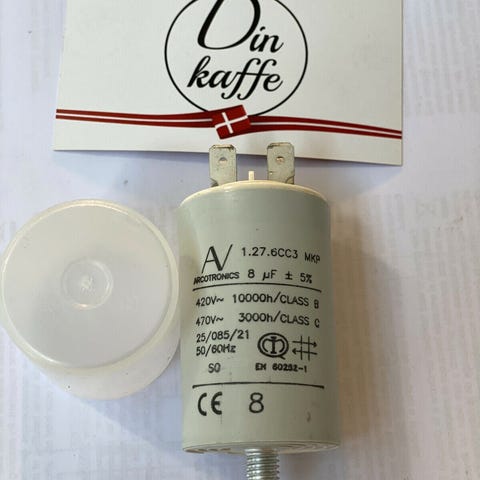 Din
kaffe
AV 1.27.6CC3 MKP
ARCOTRONICS 8 µF ± 5%
420V~ 10000h/CLASS B
470V~ 3000h/CLASS C
25/085/21
50/60Hz
S0 EN 60252-1
CE 8